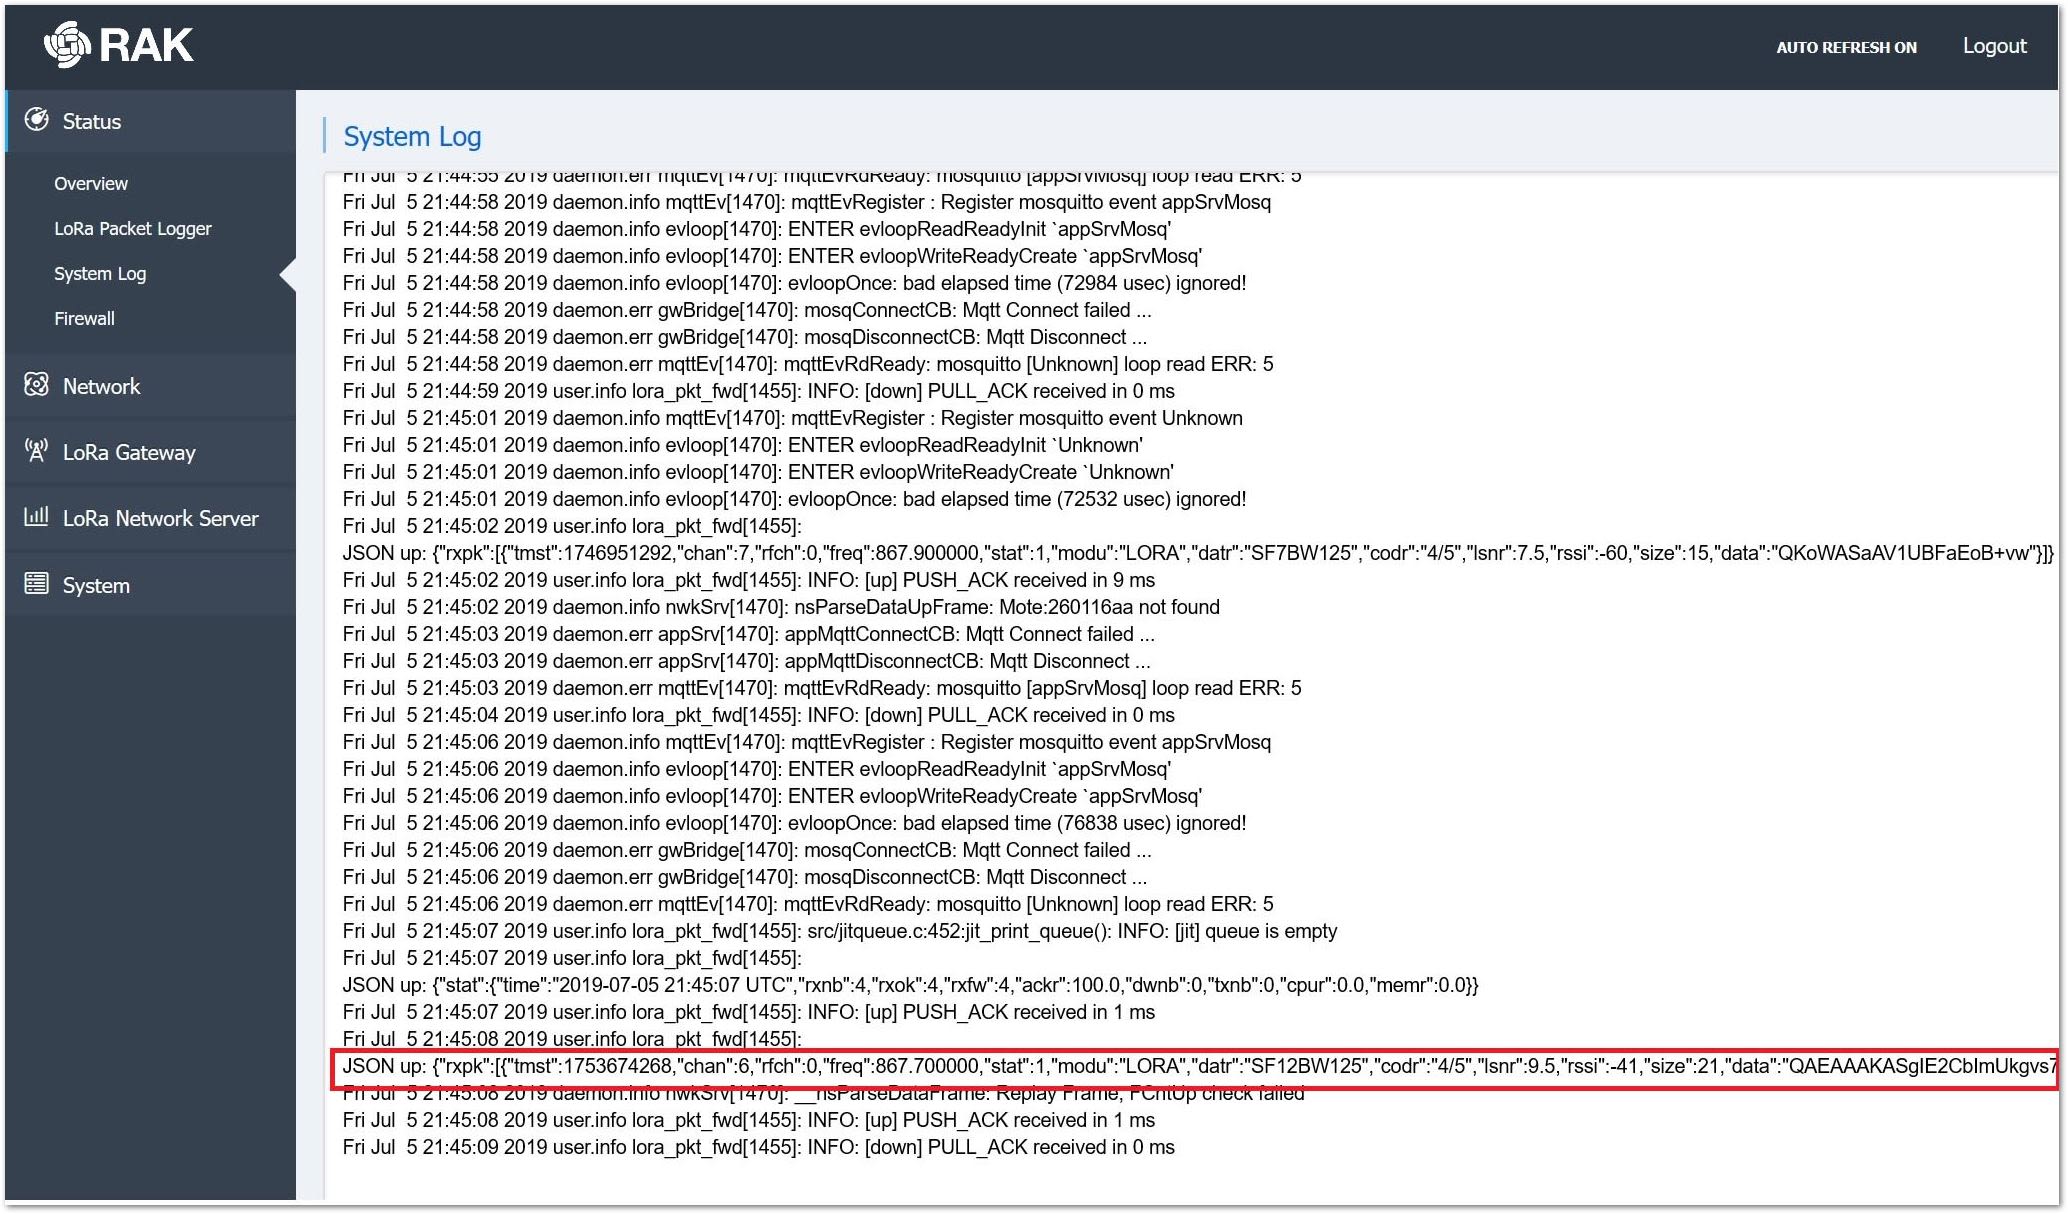 RAK
AUTO REFRESH ON
Logout
Status
Overview
LoRa Packet Logger
System Log
Firewall
Network
LoRa Gateway
LoRa Network Server
System
System Log
Fri Jul 5 21:44:55 2019 daemon.err mqttEv[1470]: mqttEvRdReady: mosquitto [appSrvMosq] loop read ERR: 5
Fri Jul 5 21:44:58 2019 daemon.info mqttEv[1470]: mqttEvRegister : Register mosquitto event appSrvMosq
Fri Jul 5 21:44:58 2019 daemon.info evloop[1470]: ENTER evloopReadReadyInit `appSrvMosq'
Fri Jul 5 21:44:58 2019 daemon.info evloop[1470]: ENTER evloopWriteReadyCreate `appSrvMosq'
Fri Jul 5 21:44:58 2019 daemon.info evloop[1470]: evloopOnce: bad elapsed time (72984 usec) ignored!
Fri Jul 5 21:44:58 2019 daemon.err gwBridge[1470]: mosqConnectCB: Mqtt Connect failed ...
Fri Jul 5 21:44:58 2019 daemon.err gwBridge[1470]: mosqDisconnectCB: Mqtt Disconnect ...
Fri Jul 5 21:44:58 2019 daemon.err mqttEv[1470]: mqttEvRdReady: mosquitto [Unknown] loop read ERR: 5
Fri Jul 5 21:44:59 2019 user.info lora_pkt_fwd[1455]: INFO: [down] PULL_ACK received in 0 ms
Fri Jul 5 21:45:01 2019 daemon.info mqttEv[1470]: mqttEvRegister : Register mosquitto event Unknown
Fri Jul 5 21:45:01 2019 daemon.info evloop[1470]: ENTER evloopReadReadyInit `Unknown'
Fri Jul 5 21:45:01 2019 daemon.info evloop[1470]: ENTER evloopWriteReadyCreate `Unknown'
Fri Jul 5 21:45:01 2019 daemon.info evloop[1470]: evloopOnce: bad elapsed time (72532 usec) ignored!
Fri Jul 5 21:45:02 2019 user.info lora_pkt_fwd[1455]:
JSON up: {"rxpk":[{"tmst":1746951292,"chan":7,"rfch":0,"freq":867.900000,"stat":1,"modu":"LORA","datr":"SF7BW125","codr":"4/5","lsnr":7.5,"rssi":-60,"size":15,"data":"QKoWASaAV1UBFaEoB+vw"}]}
Fri Jul 5 21:45:02 2019 user.info lora_pkt_fwd[1455]: INFO: [up] PUSH_ACK received in 9 ms
Fri Jul 5 21:45:02 2019 daemon.info nwkSrv[1470]: nsParseDataUpFrame: Mote:260116aa not found
Fri Jul 5 21:45:03 2019 daemon.err appSrv[1470]: appMqttConnectCB: Mqtt Connect failed ...
Fri Jul 5 21:45:03 2019 daemon.err appSrv[1470]: appMqttDisconnectCB: Mqtt Disconnect ...
Fri Jul 5 21:45:03 2019 daemon.err mqttEv[1470]: mqttEvRdReady: mosquitto [appSrvMosq] loop read ERR: 5
Fri Jul 5 21:45:04 2019 user.info lora_pkt_fwd[1455]: INFO: [down] PULL_ACK received in 0 ms
Fri Jul 5 21:45:06 2019 daemon.info mqttEv[1470]: mqttEvRegister : Register mosquitto event appSrvMosq
Fri Jul 5 21:45:06 2019 daemon.info evloop[1470]: ENTER evloopReadReadyInit `appSrvMosq'
Fri Jul 5 21:45:06 2019 daemon.info evloop[1470]: ENTER evloopWriteReadyCreate `appSrvMosq'
Fri Jul 5 21:45:06 2019 daemon.info evloop[1470]: evloopOnce: bad elapsed time (76838 usec) ignored!
Fri Jul 5 21:45:06 2019 daemon.err gwBridge[1470]: mosqConnectCB: Mqtt Connect failed ...
Fri Jul 5 21:45:06 2019 daemon.err gwBridge[1470]: mosqDisconnectCB: Mqtt Disconnect ...
Fri Jul 5 21:45:06 2019 daemon.err mqttEv[1470]: mqttEvRdReady: mosquitto [Unknown] loop read ERR: 5
Fri Jul 5 21:45:07 2019 user.info lora_pkt_fwd[1455]: src/jitqueue.c:452:jit_print_queue(): INFO: [jit] queue is empty
Fri Jul 5 21:45:07 2019 user.info lora_pkt_fwd[1455]:
JSON up: {"stat":{"time":"2019-07-05 21:45:07 UTC","rxnb":4,"rxok":4,"rxfw":4,"ackr":100.0,"dwnb":0,"txnb":0,"cpur":0.0,"memr":0.0}}
Fri Jul 5 21:45:07 2019 user.info lora_pkt_fwd[1455]: INFO: [up] PUSH_ACK received in 1 ms
Fri Jul 5 21:45:08 2019 user.info lora_pkt_fwd[1455]:
JSON up: {"rxpk":[{"tmst":1753674268,"chan":6,"rfch":0,"freq":867.700000,"stat":1,"modu":"LORA","datr":"SF12BW125","codr":"4/5","lsnr":9.5,"rssi":-41,"size":21,"data":"QAEAAAKASgIE2CbImUkgvs7
Fri Jul 5 21:45:08 2019 daemon.info nwkSrv[1470]: __nsParseDataFrame: Replay Frame, FCntUp check failed
Fri Jul 5 21:45:08 2019 user.info lora_pkt_fwd[1455]: INFO: [up] PUSH_ACK received in 1 ms
Fri Jul 5 21:45:09 2019 user.info lora_pkt_fwd[1455]: INFO: [down] PULL_ACK received in 0 ms